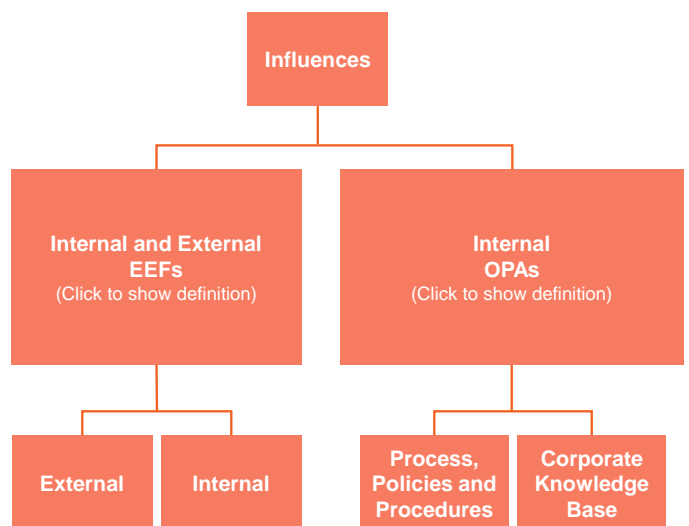 Influences
Internal and External
EEFs
(Click to show definition)
Internal
OPAs
(Click to show definition)
External
Internal
Process,
Policies and
Procedures
Corporate
Knowledge
Base